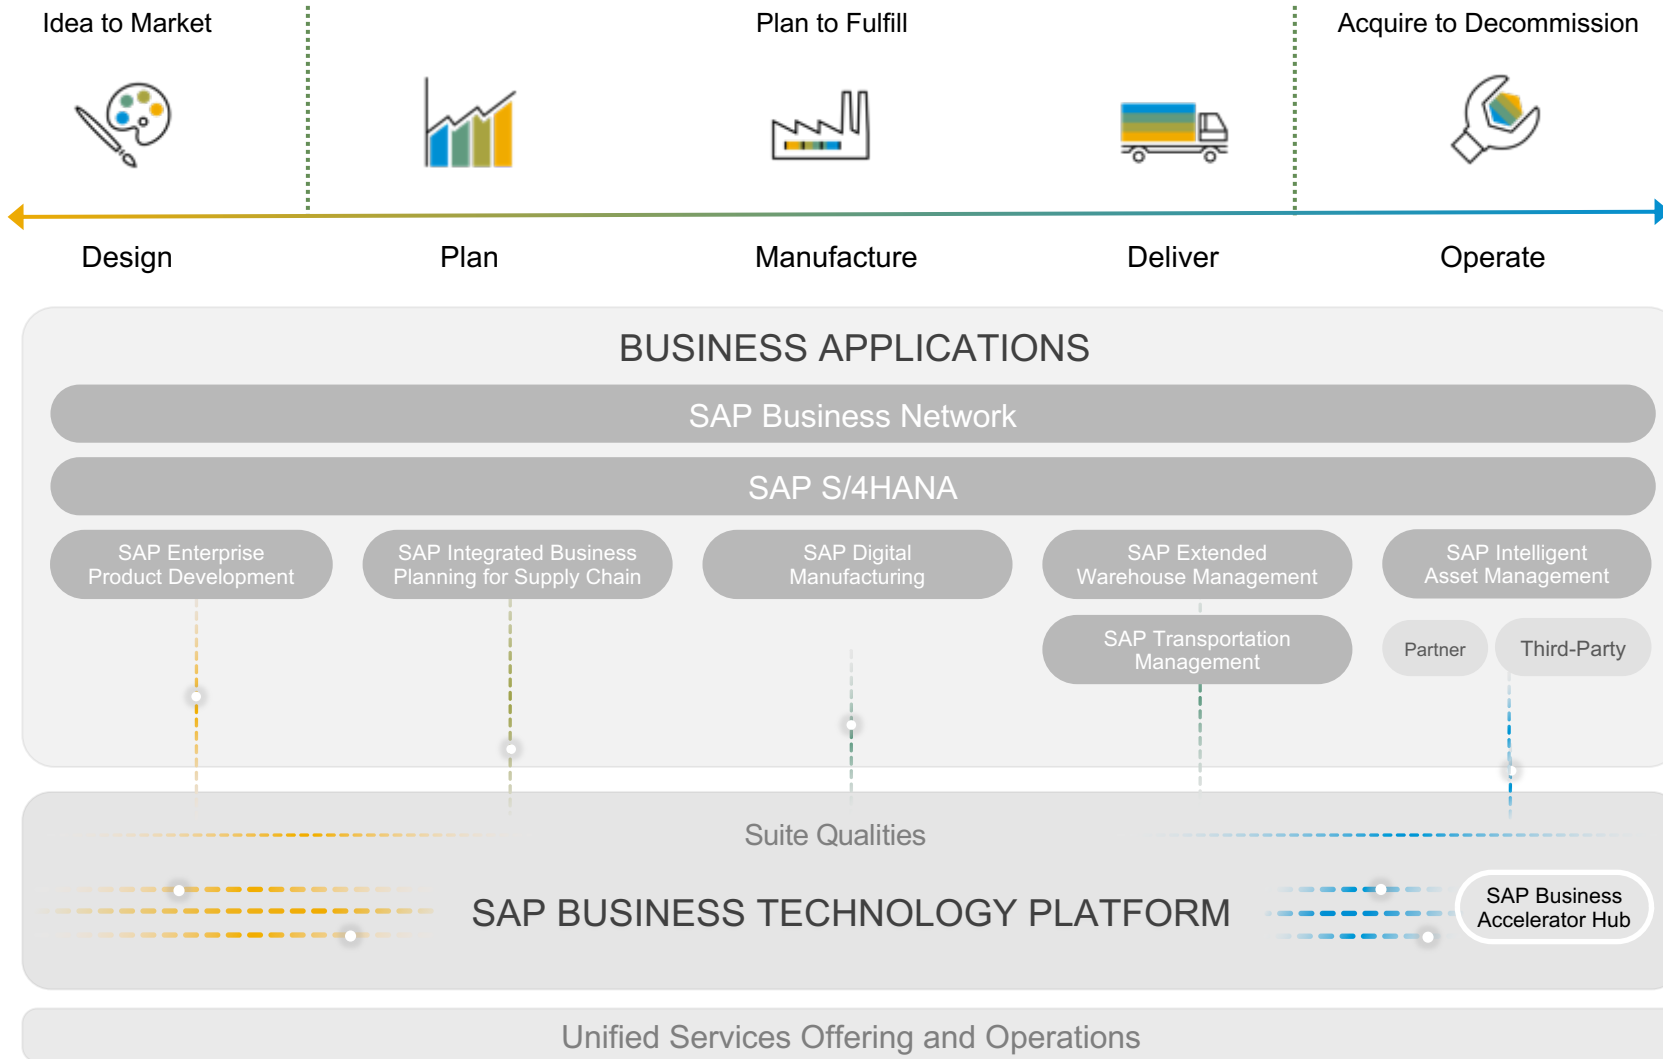 Idea to Market
Plan to Fulfill
Acquire to Decommission
Design
Plan
Manufacture
Deliver
Operate
BUSINESS APPLICATIONS
SAP Business Network
SAP S/4HANA
SAP Enterprise
Product Development
SAP Integrated Business
Planning for Supply Chain
SAP Digital
Manufacturing
SAP Extended
Warehouse Management
SAP Intelligent
Asset Management
SAP Transportation
Management
Partner
Third-Party
Suite Qualities
SAP BUSINESS TECHNOLOGY PLATFORM
SAP Business
Accelerator Hub
Unified Services Offering and Operations